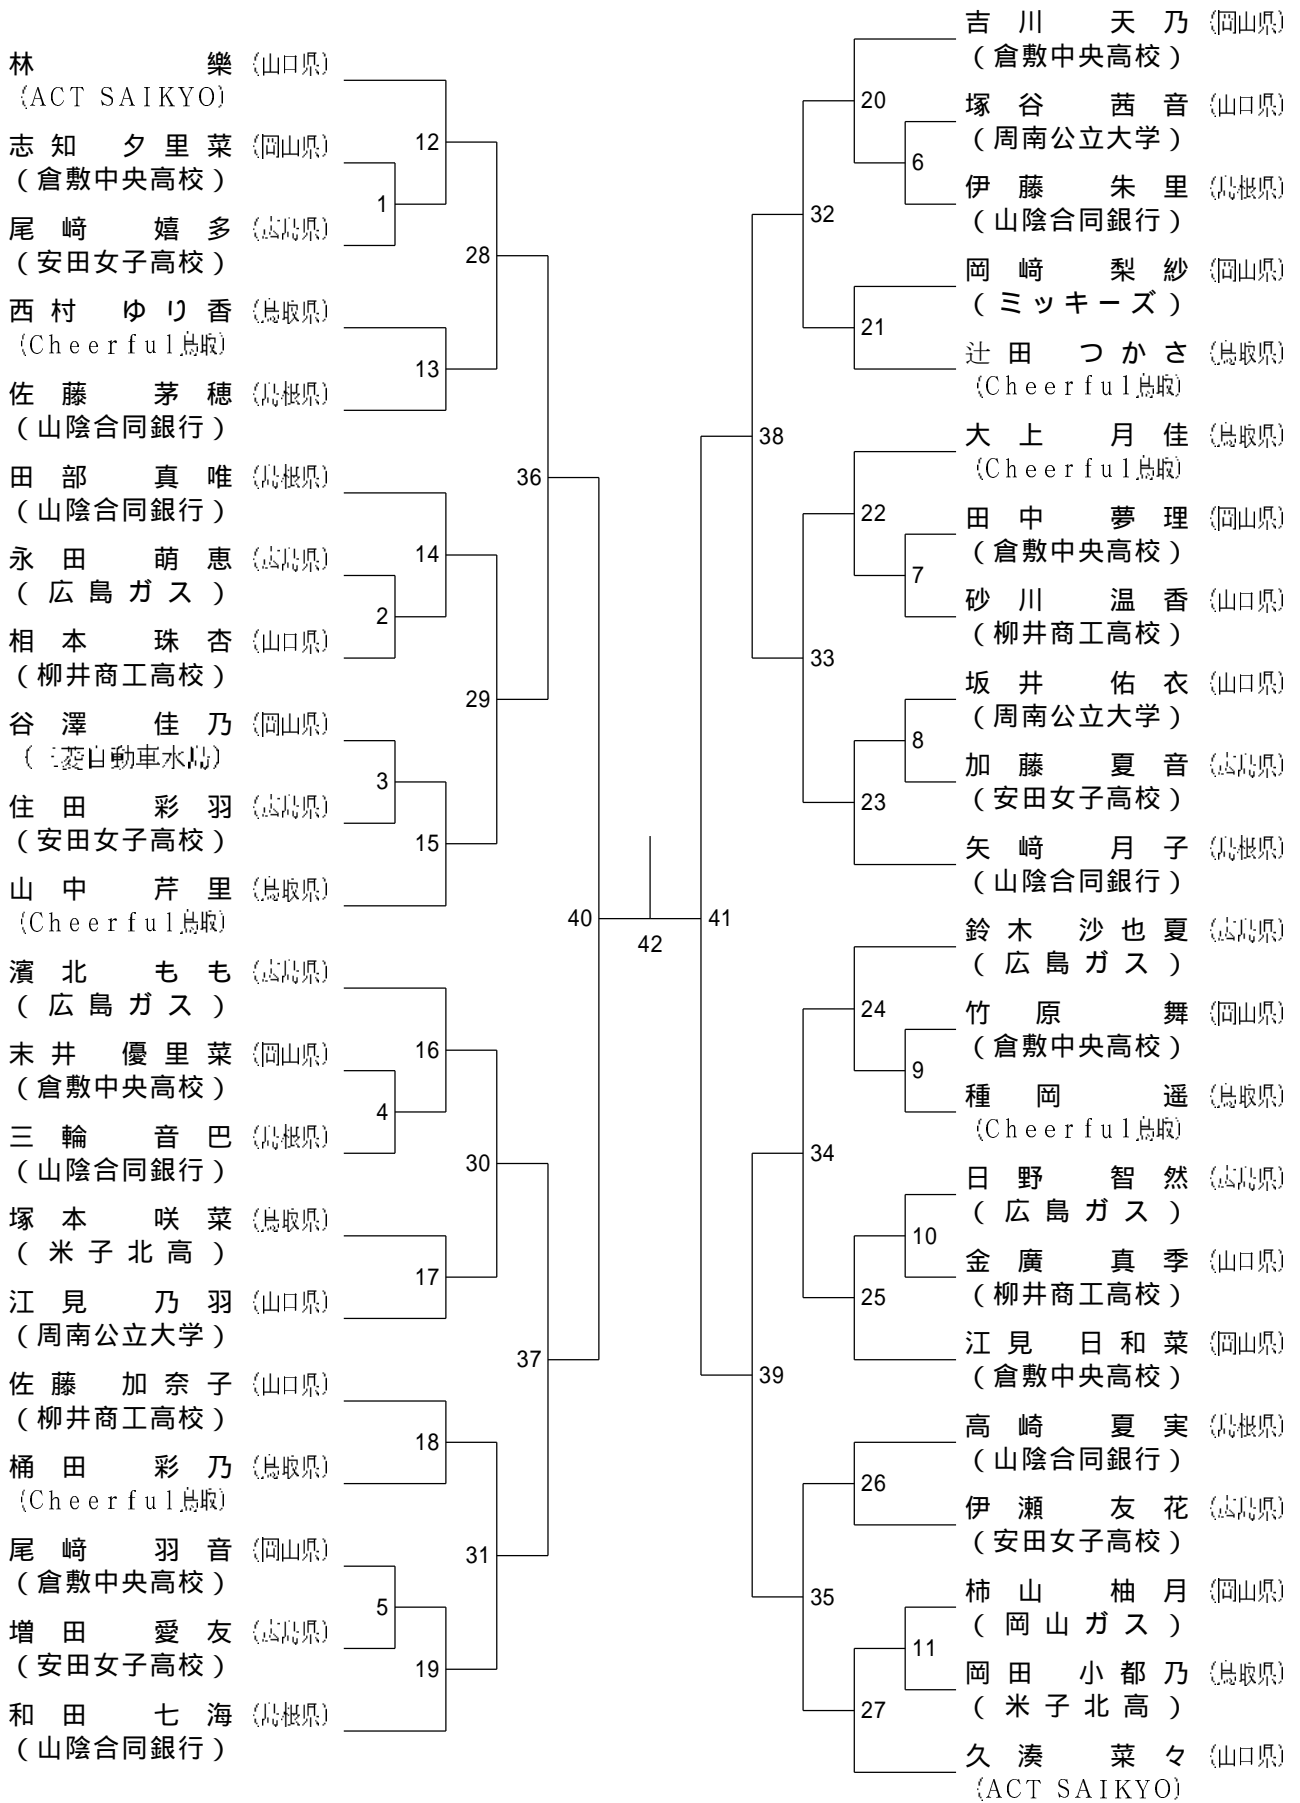 林 樂 (山口県)
(ACT SAIKYO)
志知 夕里菜 (岡山県)
(倉敷中央高校)
尾﨑 嬉多 (広島県)
(安田女子高校)
西村 ゆり香 (鳥取県)
(Cheerful鳥取)
佐藤 茅穂 (島根県)
(山陰合同銀行)
田部 真唯 (島根県)
(山陰合同銀行)
永田 萌恵 (広島県)
(広島ガス)
相本 珠杏 (山口県)
(柳井商工高校)
谷澤 佳乃 (岡山県)
(三菱自動車水島)
住田 彩羽 (広島県)
(安田女子高校)
山中 芹里 (鳥取県)
(Cheerful鳥取)
濱北 もも (広島県)
(広島ガス)
末井 優里菜 (岡山県)
(倉敷中央高校)
三輪 音巴 (島根県)
(山陰合同銀行)
塚本 咲菜 (鳥取県)
(米子北高)
江見 乃羽 (山口県)
(周南公立大学)
佐藤 加奈子 (山口県)
(柳井商工高校)
桶田 彩乃 (鳥取県)
(Cheerful鳥取)
尾﨑 羽音 (岡山県)
(倉敷中央高校)
増田 愛友 (広島県)
(安田女子高校)
和田 七海 (島根県)
(山陰合同銀行)
12
1
28
13
36
14
2
29
3
15
40
16
4
30
17
37
18
31
5
19
42
41
20
6
32
21
38
22
7
33
8
23
24
9
34
10
25
39
26
35
11
27
吉川 天乃 (岡山県)
(倉敷中央高校)
塚谷 茜音 (山口県)
(周南公立大学)
伊藤 朱里 (島根県)
(山陰合同銀行)
岡﨑 梨紗 (岡山県)
(ミッキーズ)
辻田 つかさ (鳥取県)
(Cheerful鳥取)
大上 月佳 (鳥取県)
(Cheerful鳥取)
田中 夢理 (岡山県)
(倉敷中央高校)
砂川 温香 (山口県)
(柳井商工高校)
坂井 佑衣 (山口県)
(周南公立大学)
加藤 夏音 (広島県)
(安田女子高校)
矢﨑 月子 (島根県)
(山陰合同銀行)
鈴木 沙也夏 (広島県)
(広島ガス)
竹原 舞 (岡山県)
(倉敷中央高校)
種岡 遥 (鳥取県)
(Cheerful鳥取)
日野 智然 (広島県)
(広島ガス)
金廣 真季 (山口県)
(柳井商工高校)
江見 日和菜 (岡山県)
(倉敷中央高校)
高崎 夏実 (島根県)
(山陰合同銀行)
伊瀬 友花 (広島県)
(安田女子高校)
柿山 柚月 (岡山県)
(岡山ガス)
岡田 小都乃 (鳥取県)
(米子北高)
久湊 菜々 (山口県)
(ACT SAIKYO)